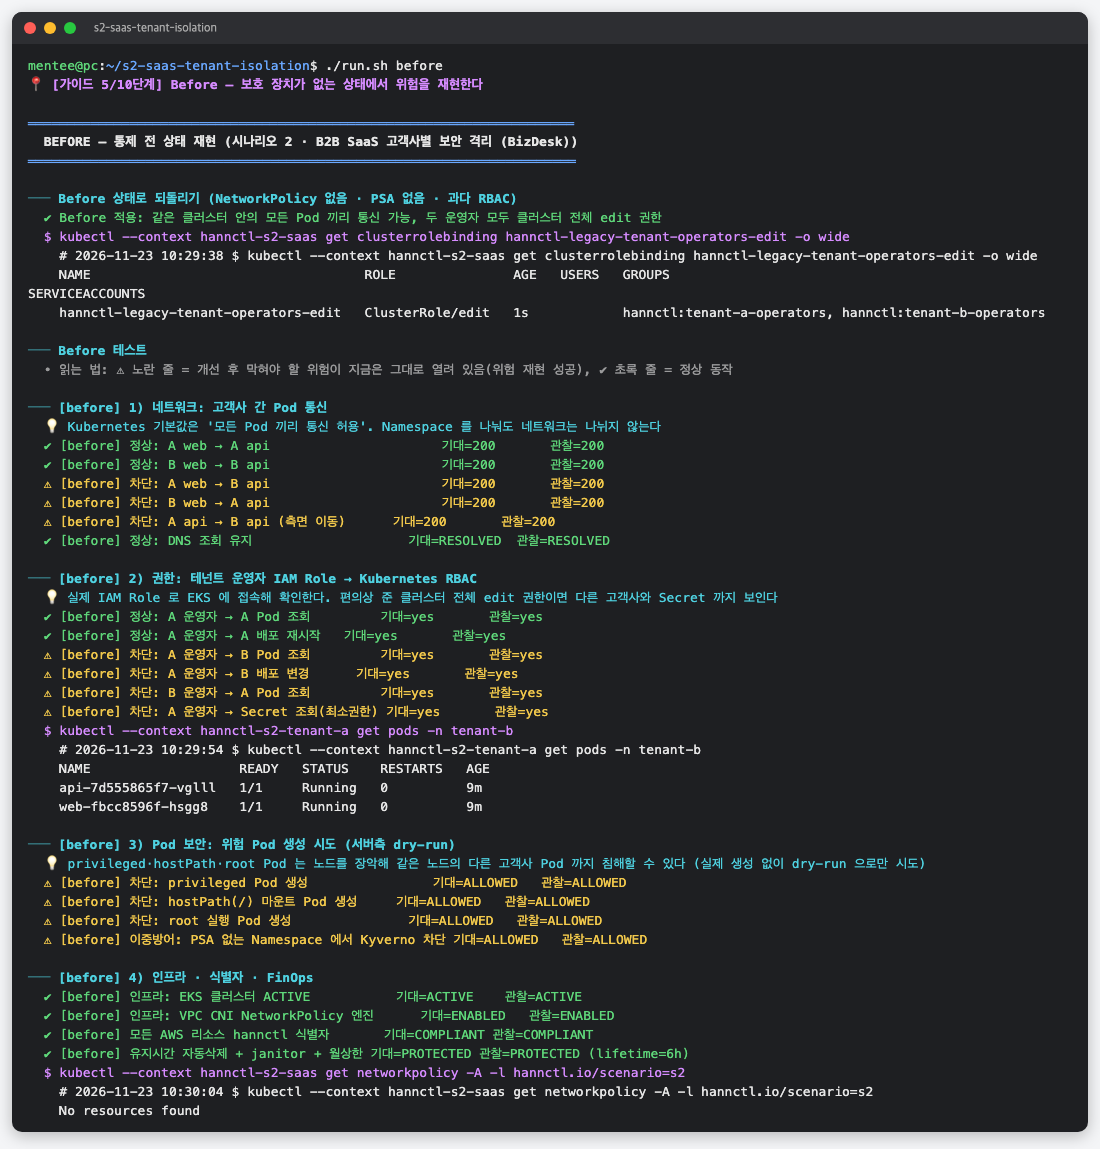 s2-saas-tenant-isolation
mentee@pc:~/s2-saas-tenant-isolation$ ./run.sh before
📍 [가이드 5/10단계] Before — 보호 장치가 없는 상태에서 위험을 재현한다
BEFORE — 통제 전 상태 재현 (시나리오 2 · B2B SaaS 고객사별 보안 격리 (BizDesk))
── Before 상태로 되돌리기 (NetworkPolicy 없음 · PSA 없음 · 과다 RBAC)
✔ Before 적용: 같은 클러스터 안의 모든 Pod 끼리 통신 가능, 두 운영자 모두 클러스터 전체 edit 권한
$ kubectl --context hannctl-s2-saas get clusterrolebinding hannctl-legacy-tenant-operators-edit -o wide
# 2026-11-23 10:29:38 $ kubectl --context hannctl-s2-saas get clusterrolebinding hannctl-legacy-tenant-operators-edit -o wide
NAME ROLE AGE USERS GROUPS
SERVICEACCOUNTS
hannctl-legacy-tenant-operators-edit ClusterRole/edit 1s hannctl:tenant-a-operators, hannctl:tenant-b-operators
── Before 테스트
• 읽는 법: ⚠ 노란 줄 = 개선 후 막혀야 할 위험이 지금은 그대로 열려 있음(위험 재현 성공), ✔ 초록 줄 = 정상 동작
── [before] 1) 네트워크: 고객사 간 Pod 통신
💡 Kubernetes 기본값은 '모든 Pod 끼리 통신 허용'. Namespace 를 나눠도 네트워크는 나뉘지 않는다
✔ [before] 정상: A web → A api 기대=200 관찰=200
✔ [before] 정상: B web → B api 기대=200 관찰=200
⚠ [before] 차단: A web → B api 기대=200 관찰=200
⚠ [before] 차단: B web → A api 기대=200 관찰=200
⚠ [before] 차단: A api → B api (측면 이동) 기대=200 관찰=200
✔ [before] 정상: DNS 조회 유지 기대=RESOLVED 관찰=RESOLVED
── [before] 2) 권한: 테넌트 운영자 IAM Role → Kubernetes RBAC
💡 실제 IAM Role 로 EKS 에 접속해 확인한다. 편의상 준 클러스터 전체 edit 권한이면 다른 고객사와 Secret 까지 보인다
✔ [before] 정상: A 운영자 → A Pod 조회 기대=yes 관찰=yes
✔ [before] 정상: A 운영자 → A 배포 재시작 기대=yes 관찰=yes
⚠ [before] 차단: A 운영자 → B Pod 조회 기대=yes 관찰=yes
⚠ [before] 차단: A 운영자 → B 배포 변경 기대=yes 관찰=yes
⚠ [before] 차단: B 운영자 → A Pod 조회 기대=yes 관찰=yes
⚠ [before] 차단: A 운영자 → Secret 조회(최소권한) 기대=yes 관찰=yes
$ kubectl --context hannctl-s2-tenant-a get pods -n tenant-b
# 2026-11-23 10:29:54 $ kubectl --context hannctl-s2-tenant-a get pods -n tenant-b
NAME READY STATUS RESTARTS AGE
api-7d555865f7-vglll 1/1 Running 0 9m
web-fbcc8596f-hsgg8 1/1 Running 0 9m
── [before] 3) Pod 보안: 위험 Pod 생성 시도 (서버측 dry-run)
💡 privileged·hostPath·root Pod 는 노드를 장악해 같은 노드의 다른 고객사 Pod 까지 침해할 수 있다 (실제 생성 없이 dry-run 으로만 시도)
⚠ [before] 차단: privileged Pod 생성 기대=ALLOWED 관찰=ALLOWED
⚠ [before] 차단: hostPath(/) 마운트 Pod 생성 기대=ALLOWED 관찰=ALLOWED
⚠ [before] 차단: root 실행 Pod 생성 기대=ALLOWED 관찰=ALLOWED
⚠ [before] 이중방어: PSA 없는 Namespace 에서 Kyverno 차단 기대=ALLOWED 관찰=ALLOWED
── [before] 4) 인프라 · 식별자 · FinOps
✔ [before] 인프라: EKS 클러스터 ACTIVE 기대=ACTIVE 관찰=ACTIVE
✔ [before] 인프라: VPC CNI NetworkPolicy 엔진 기대=ENABLED 관찰=ENABLED
✔ [before] 모든 AWS 리소스 hannctl 식별자 기대=COMPLIANT 관찰=COMPLIANT
✔ [before] 유지시간 자동삭제 + janitor + 월상한 기대=PROTECTED 관찰=PROTECTED (lifetime=6h)
$ kubectl --context hannctl-s2-saas get networkpolicy -A -l hannctl.io/scenario=s2
# 2026-11-23 10:30:04 $ kubectl --context hannctl-s2-saas get networkpolicy -A -l hannctl.io/scenario=s2
No resources found